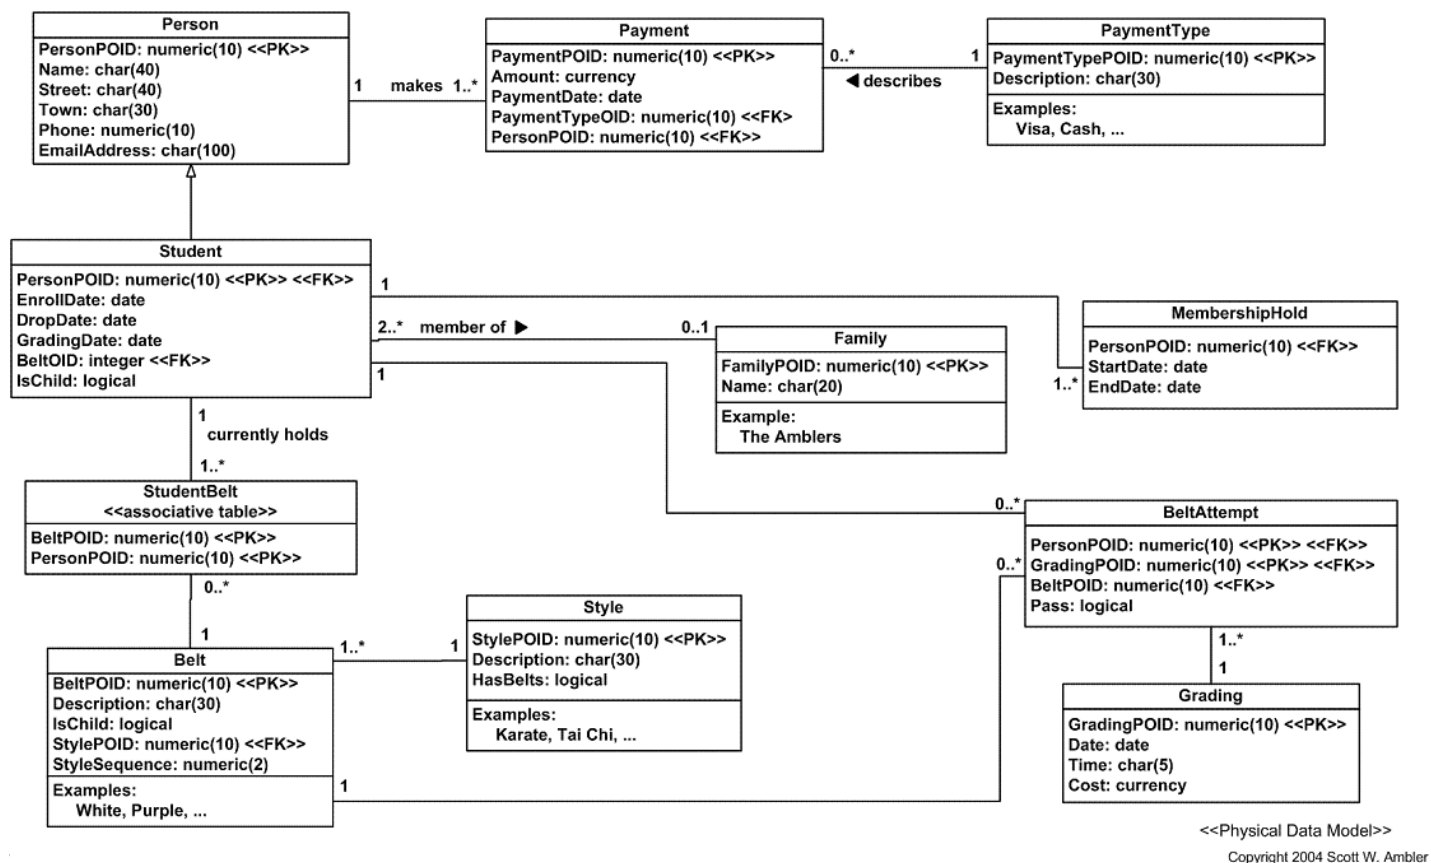 Person
PersonPOID: numeric(10) <<PK>>
Name: char(40)
Street: char(40)
Town: char(30)
Phone: numeric(10)
EmailAddress: char(100)
1 makes 1..*
Payment
PaymentPOID: numeric(10) <<PK>>
Amount: currency
PaymentDate: date
PaymentTypeOID: numeric(10) <<FK>
PersonPOID: numeric(10) <<FK>>
0..* 1
◀ describes
PaymentType
PaymentTypePOID: numeric(10) <<PK>>
Description: char(30)
Examples:
Visa, Cash, ...
Student
PersonPOID: numeric(10) <<PK>> <<FK>>
EnrollDate: date
DropDate: date
GradingDate: date
BeltOID: integer <<FK>>
IsChild: logical
1
2..* member of ▶ 0..1
1
Family
FamilyPOID: numeric(10) <<PK>>
Name: char(20)
Example:
The Amblers
MembershipHold
PersonPOID: numeric(10) <<FK>>
StartDate: date
EndDate: date
1..*
1
currently holds
1..*
StudentBelt
<<associative table>>
BeltPOID: numeric(10) <<PK>>
PersonPOID: numeric(10) <<PK>>
0..*
1
0..*
BeltAttempt
PersonPOID: numeric(10) <<PK>> <<FK>>
GradingPOID: numeric(10) <<PK>> <<FK>>
BeltPOID: numeric(10) <<FK>>
Pass: logical
0..*
1..*
1
Style
StylePOID: numeric(10) <<PK>>
Description: char(30)
HasBelts: logical
Examples:
Karate, Tai Chi, ...
1..* 1
Belt
BeltPOID: numeric(10) <<PK>>
Description: char(30)
IsChild: logical
StylePOID: numeric(10) <<FK>>
StyleSequence: numeric(2)
Examples:
White, Purple, ...
1
Grading
GradingPOID: numeric(10) <<PK>>
Date: date
Time: char(5)
Cost: currency
<<Physical Data Model>>
Copyright 2004 Scott W. Ambler